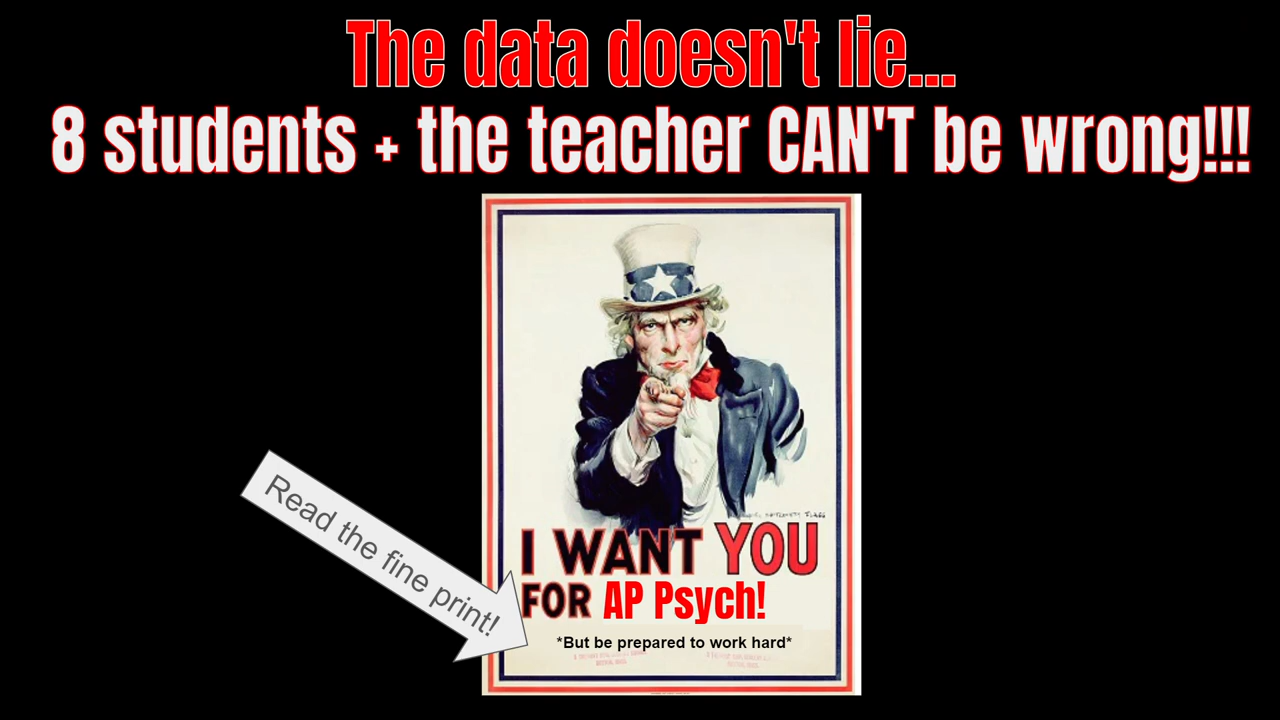 The data doesn't lie...
8 students + the teacher CAN'T be wrong!!!
I WANT YOU
FOR AP Psych!
Read the fine print!
*But be prepared to work hard*